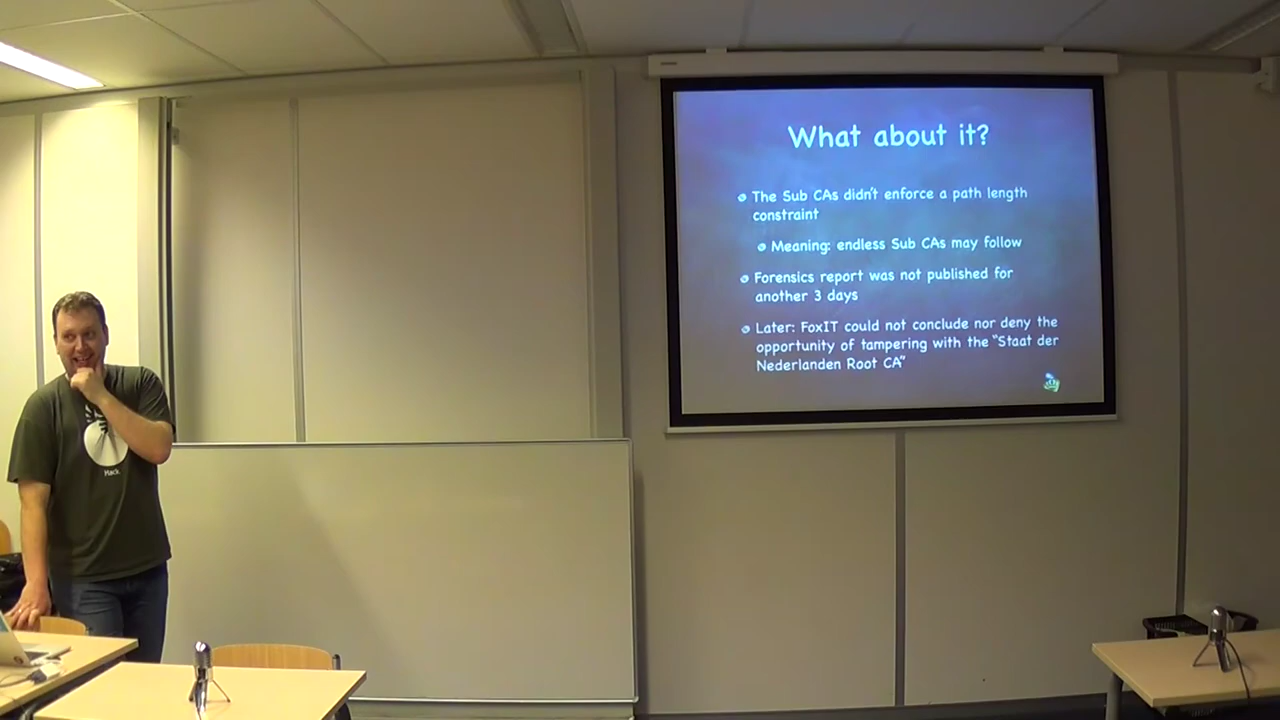 What about it?
The Sub CAs didn't enforce a path length
constraint
Meaning: endless Sub CAs may follow
Forensics report was not published for
another 3 days
Later: FoxIT could not conclude nor deny the
opportunity of tampering with the "Staat der
Nederlanden Root CA"
Hack